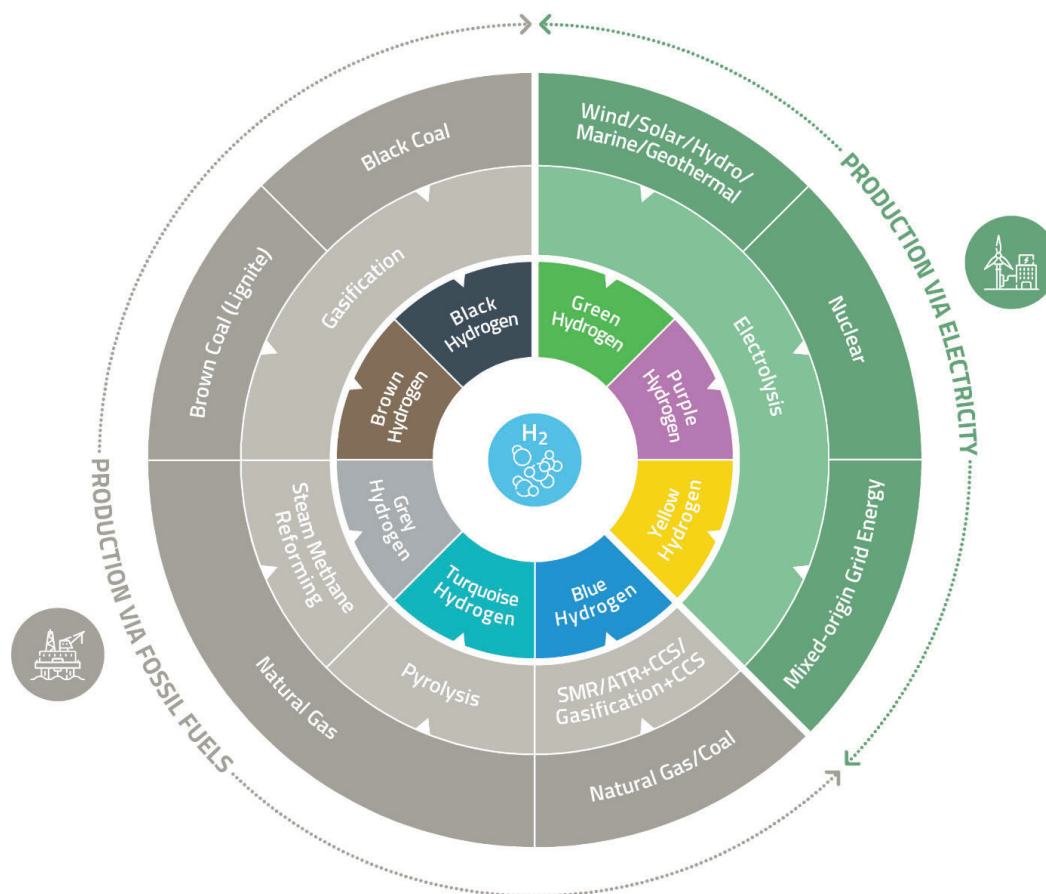 PRODUCTION VIA FOSSIL FUELS
PRODUCTION VIA ELECTRICITY
Black Coal
Brown Coal (Lignite)
Natural Gas
Natural Gas/Coal
Wind/Solar/Hydro/
Marine/Geothermal
Nuclear
Mixed-origin Grid Energy
Gasification
Steam Methane
Reforming
Pyrolysis
SMR/ATR+CCS/
Gasification+CCS
Electrolysis
Black
Hydrogen
Green
Hydrogen
Brown
Hydrogen
Purple
Hydrogen
Grey
Hydrogen
Yellow
Hydrogen
Turquoise
Hydrogen
Blue
Hydrogen
H2